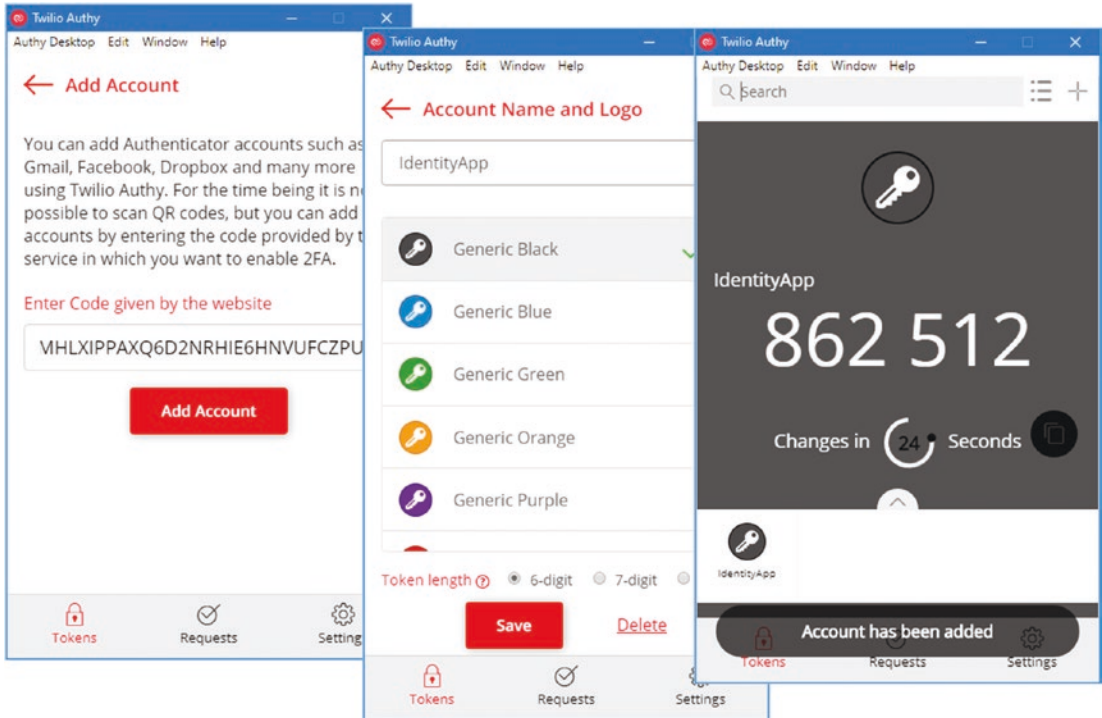 Twilio Authy
Authy Desktop Edit Window Help
Add Account
You can add Authenticator accounts such as
Gmail, Facebook, Dropbox and many more
using Twilio Authy. For the time being it is
possible to scan QR codes, but you can add
accounts by entering the code provided by
service in which you want to enable 2FA.
Enter Code given by the website
MHLXIPPAXQ6D2NRHIE6HNVUFCZPU
Add Account
Tokens Requests Setting
Twilio Authy
Authy Desktop Edit Window Help
Account Name and Logo
IdentityApp
Generic Black
Generic Blue
Generic Green
Generic Orange
Generic Purple
Token length 6-digit 7-digit
Save Delete
Tokens Requests Settings
Twilio Authy
Authy Desktop Edit Window Help
Search
IdentityApp
862 512
Changes in 24 Seconds
IdentityApp
Account has been added
Tokens Requests Settings